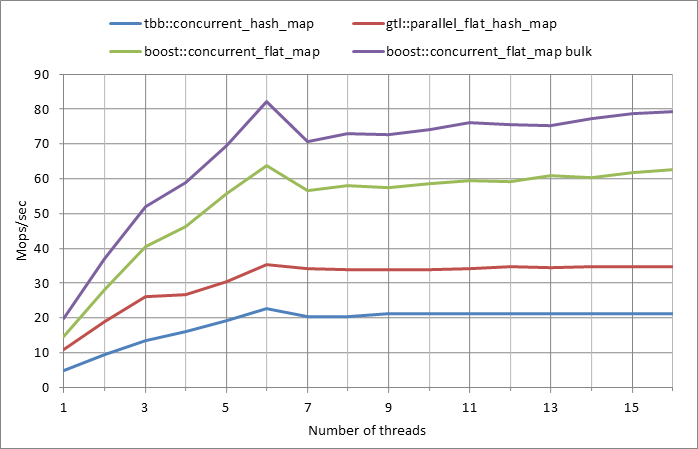 tbb::concurrent_hash_map gtl::parallel_flat_hash_map
boost::concurrent_flat_map boost::concurrent_flat_map bulk
90
80
70
60
50
40
30
20
10
0
Mops/sec
1 3 5 7 9 11 13 15
Number of threads